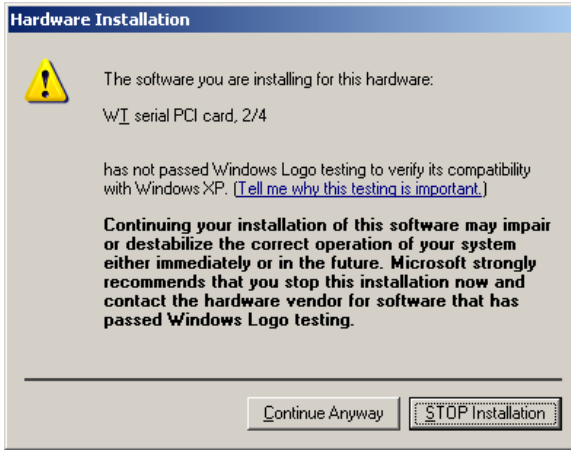 Hardware Installation
The software you are installing for this hardware:
WT serial PCI card, 2/4
has not passed Windows Logo testing to verify its compatibility
with Windows XP. (Tell me why this testing is important.)
Continuing your installation of this software may impair
or destabilize the correct operation of your system
either immediately or in the future. Microsoft strongly
recommends that you stop this installation now and
contact the hardware vendor for software that has
passed Windows Logo testing.
Continue Anyway
STOP Installation